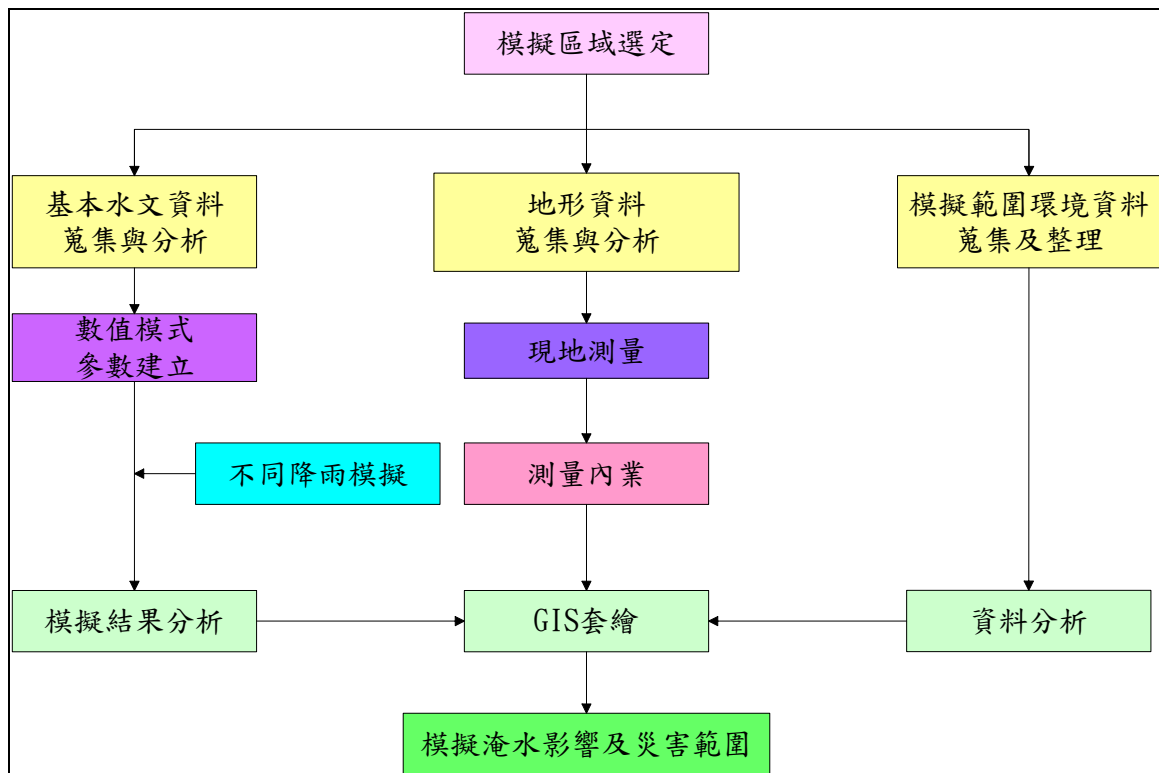 模擬區域選定
基本水文資料
蒐集與分析
地形資料
蒐集與分析
模擬範圍環境資料
蒐集及整理
數值模式
參數建立
現地測量
不同降雨模擬
測量內業
模擬結果分析
GIS套繪
資料分析
模擬淹水影響及災害範圍